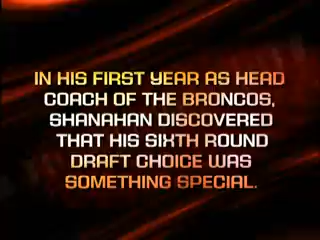 IN HIS FIRST YEAR AS HEAD
COACH OF THE BRONCOS,
SHANAHAN DISCOVERED
THAT HIS SIXTH ROUND
DRAFT CHOICE WAS
SOMETHING SPECIAL.